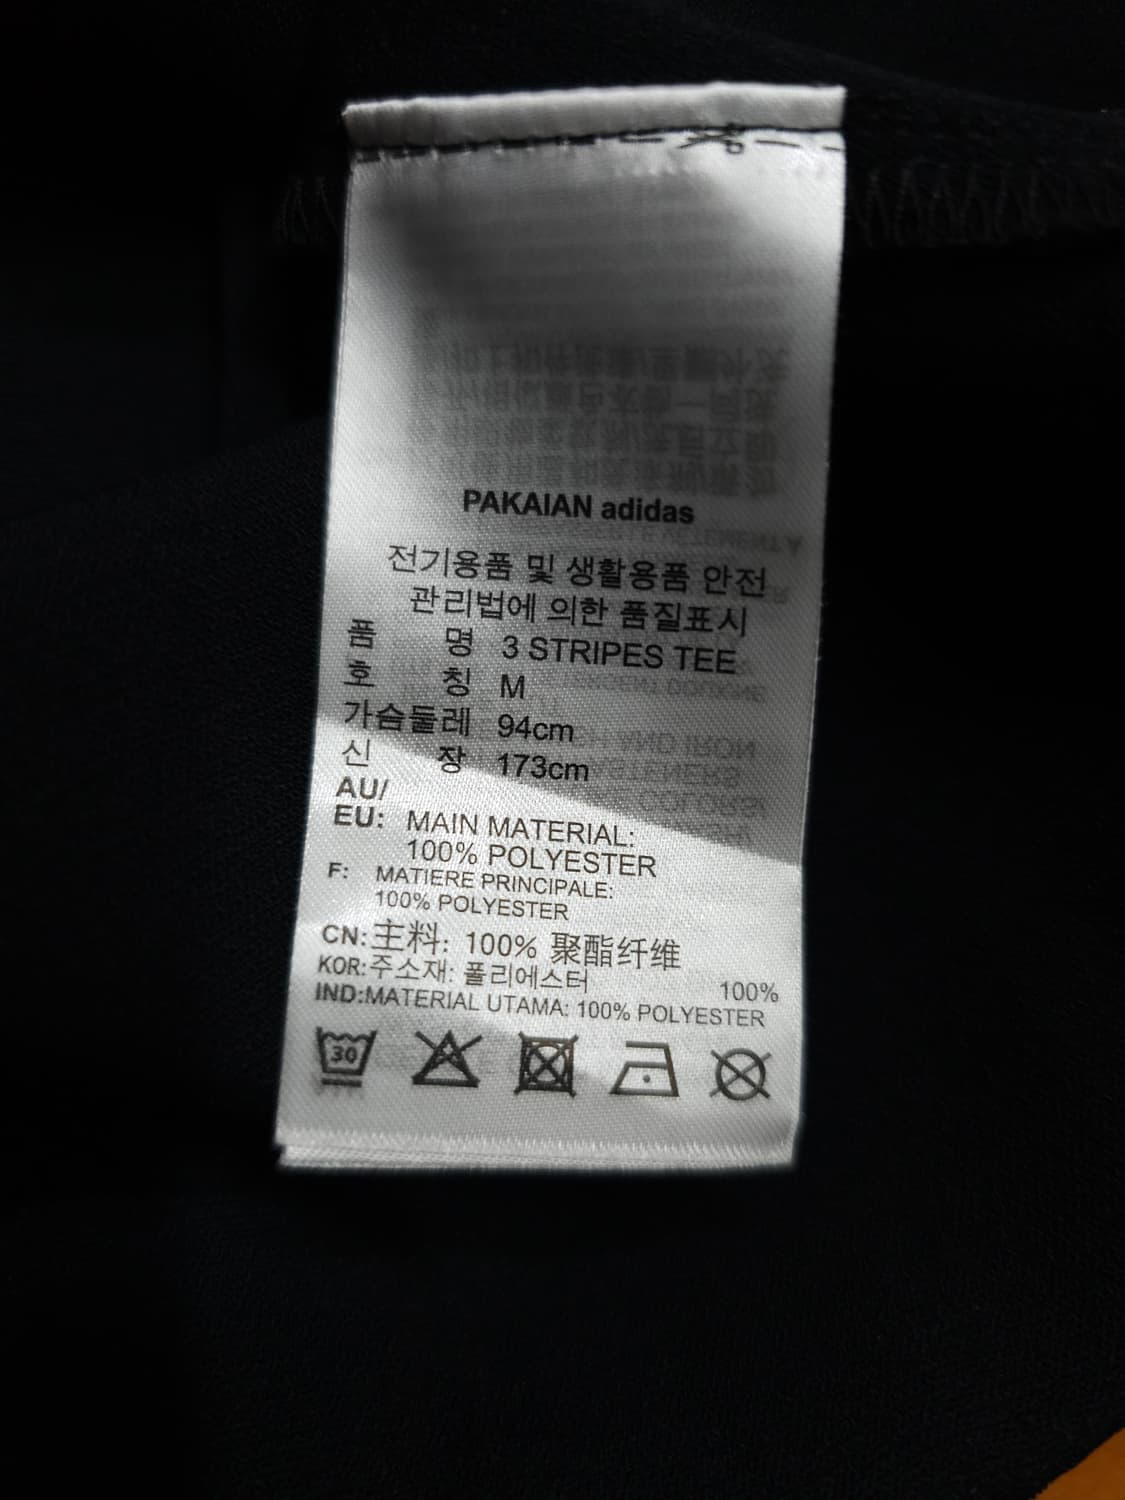 PAKAIAN adidas
전기용품 및 생활용품 안전
관리법에 의한 품질표시
품 명 3 STRIPES TEE
호 칭 M
가슴둘레 94cm
신 장 173cm
AU/
EU: MAIN MATERIAL:
100% POLYESTER
F: MATIERE PRINCIPALE:
100% POLYESTER
CN: 主料: 100% 聚酯纤维
KOR: 주소재: 폴리에스터 100%
IND:MATERIAL UTAMA: 100% POLYESTER
30